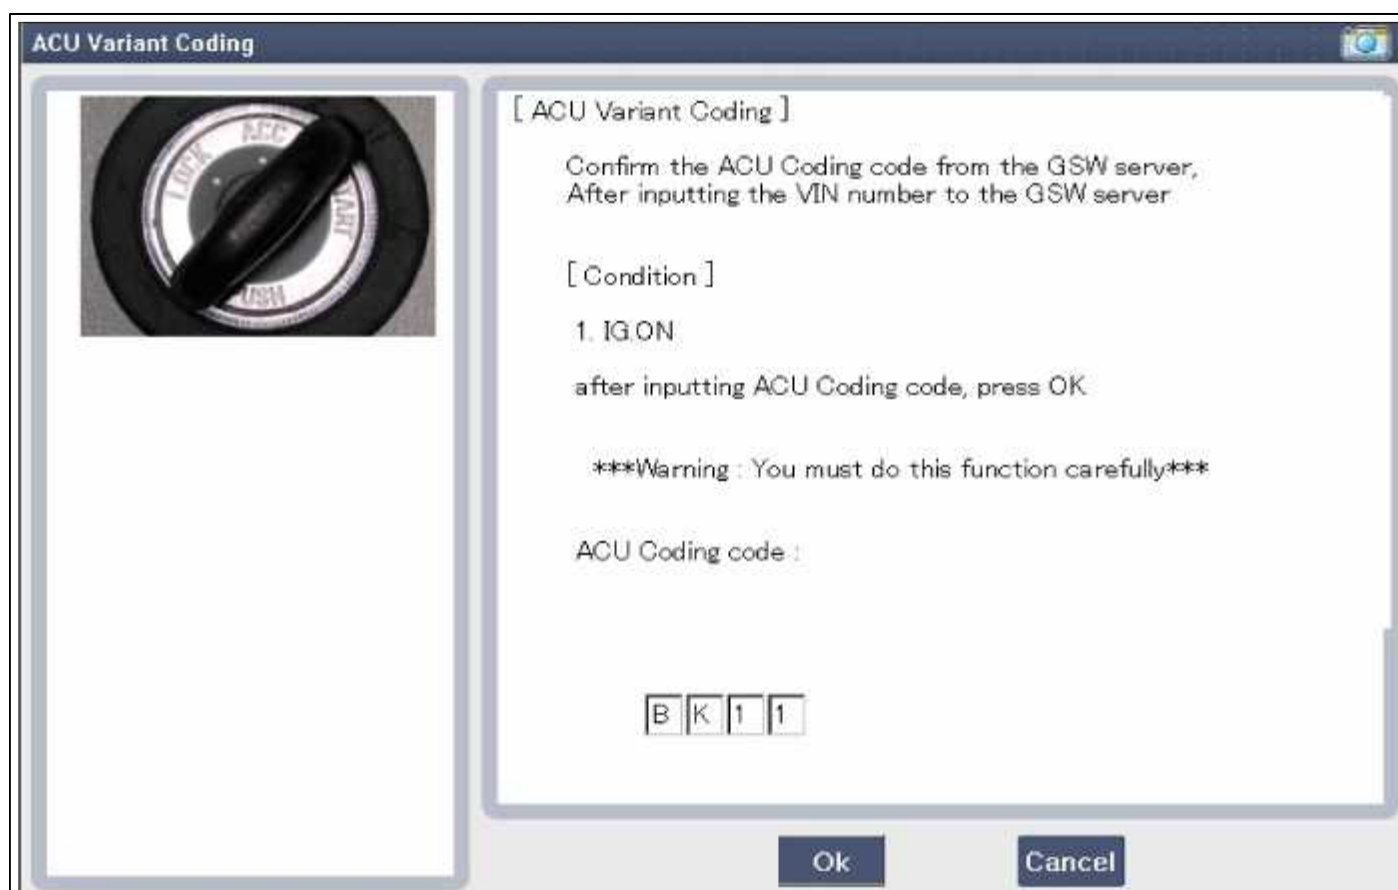 ACU Variant Coding
LOCK
ACC
START
PUSH
[ ACU Variant Coding ]
Confirm the ACU Coding code from the GSW server,
After inputting the VIN number to the GSW server
[ Condition ]
1. IG.ON
after inputting ACU Coding code, press OK
***Warning : You must do this function carefully***
ACU Coding code :
B K 1 1
Ok
Cancel